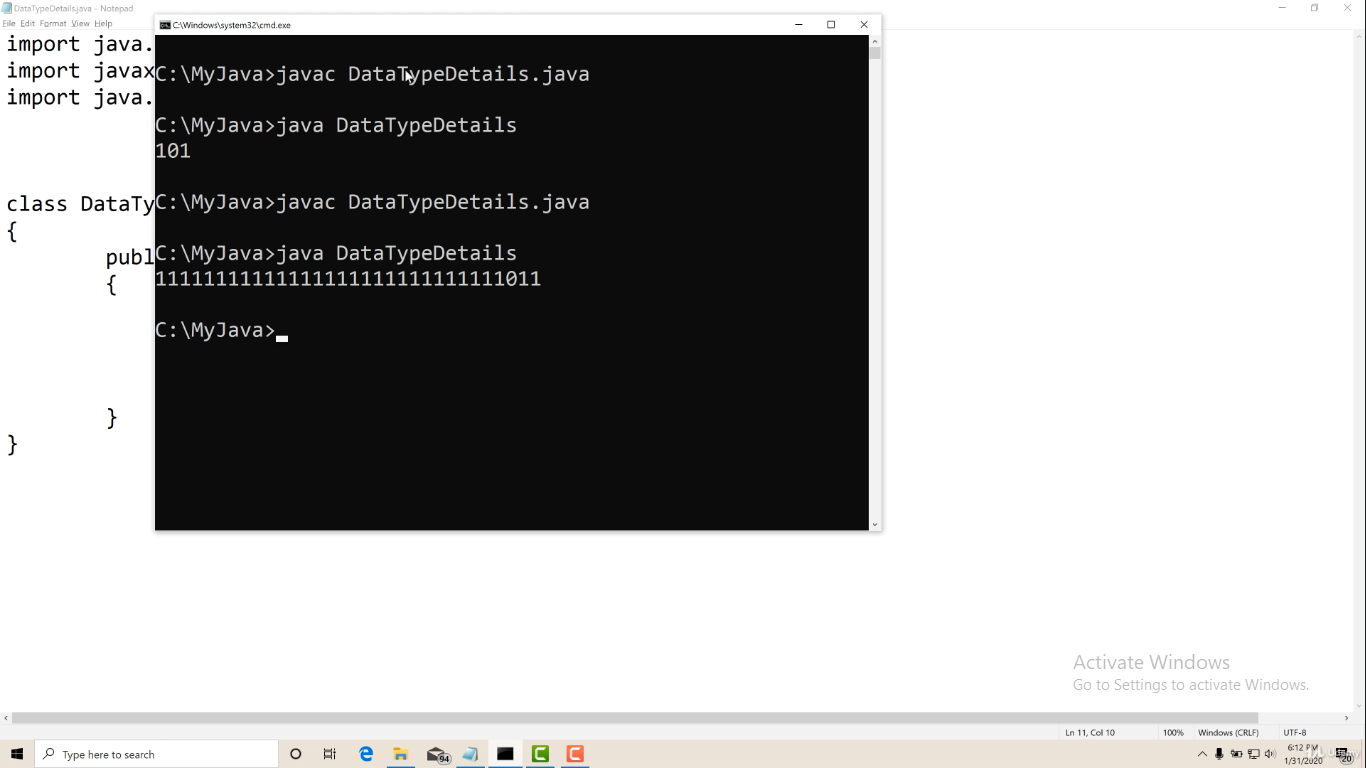 DataTypeDetails.java - Notepad
File Edit Format View Help
import java.
import javax
import java.
class DataTy
{
publ
{
}
}
C:\Windows\system32\cmd.exe
C:\MyJava>javac DataTypeDetails.java
C:\MyJava>java DataTypeDetails
101
C:\MyJava>javac DataTypeDetails.java
C:\MyJava>java DataTypeDetails
11111111111111111111111111111011
C:\MyJava>
Activate Windows
Go to Settings to activate Windows.
Ln 11, Col 10 100% Windows (CRLF) UTF-8
Type here to search
94
6:12 PM
1/31/2020
20